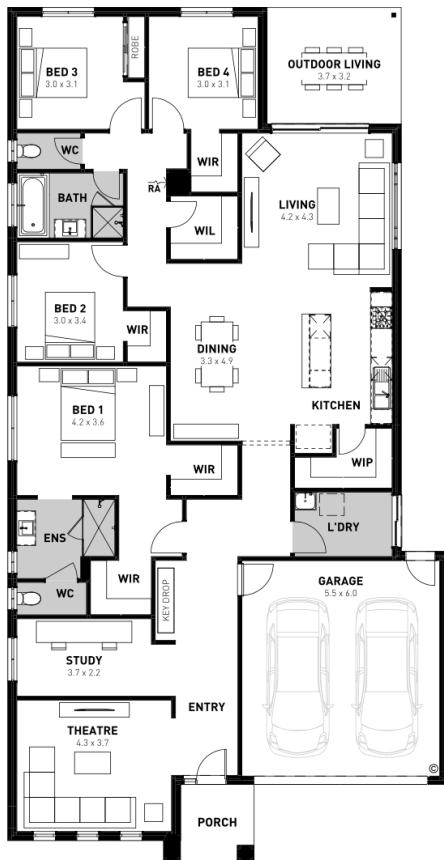 BED 3
3.0 x 3.1
ROBE
BED 4
3.0 x 3.1
OUTDOOR LIVING
3.7 x 3.2
WC
WIR
RA
BATH
WIL
LIVING
4.2 x 4.3
BED 2
3.0 x 3.4
WIR
DINING
3.3 x 4.9
KITCHEN
BED 1
4.2 x 3.6
WIR
WIP
ENS
L'DRY
WC
WIR
KEY DROP
GARAGE
5.5 x 6.0
STUDY
3.7 x 2.2
ENTRY
THEATRE
4.3 x 3.7
©
PORCH